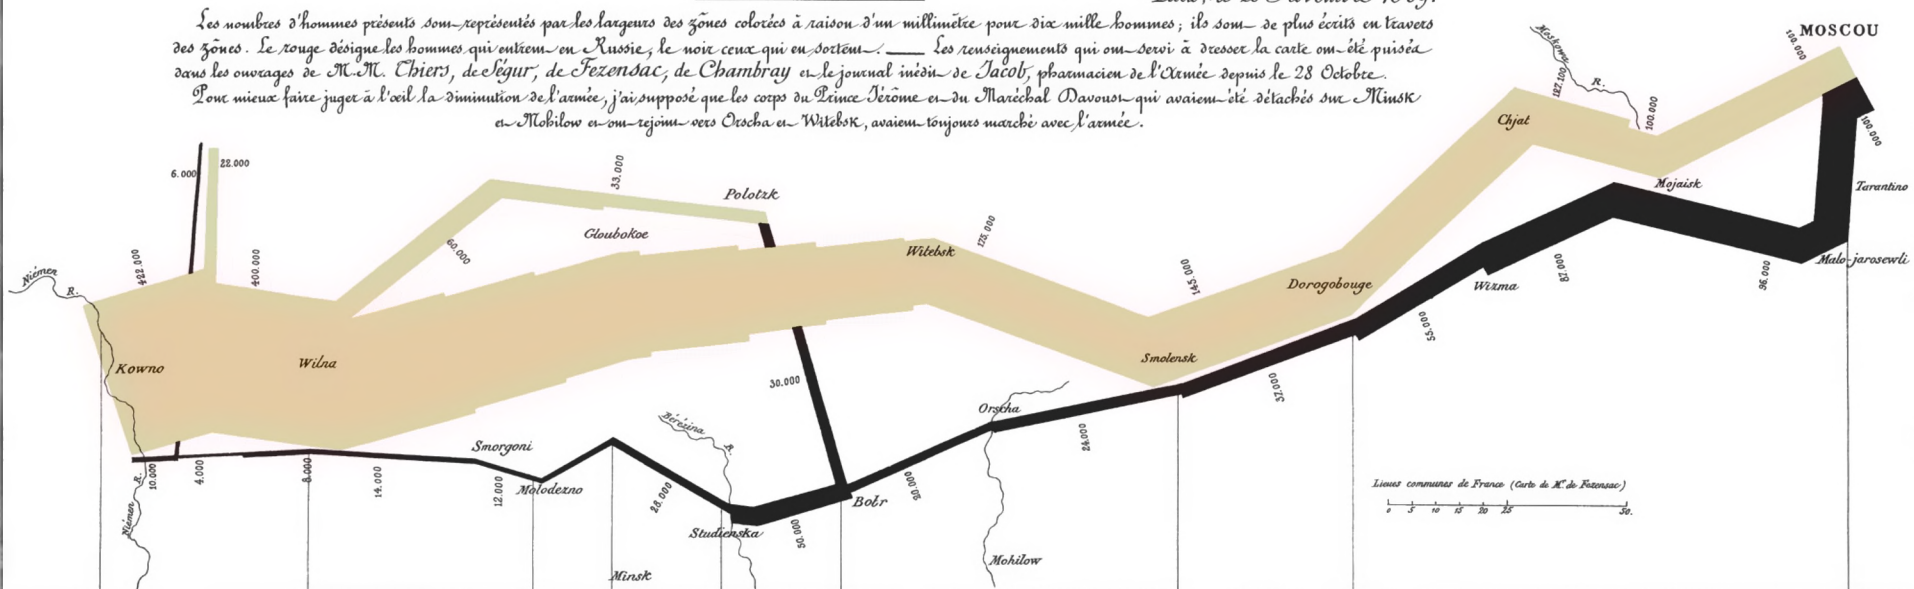 Les nombres d'hommes présents sont représentés par les largeurs des zônes colorées à raison d'un millimètre pour dix mille hommes; ils sont de plus écrits en travers
des zônes. Le rouge désigne les hommes qui entrent en Russie, le noir ceux qui en sortent. — Les renseignements qui ont servi à dresser la carte ont été puisés
dans les ouvrages de M.M. Thiers, de Ségur, de Fezensac, de Chambray et le journal inédit de Jacob, pharmacien de l'Armée depuis le 28 Octobre.
Pour mieux faire juger à l'œil la diminution de l'armée, j'ai supposé que les corps du Prince Jérôme et du Maréchal Davoust qui avaient été détachés sur Minsk
et Mohilow et ont rejoint vers Orscha et Witebsk, avaient toujours marché avec l'armée.
MOSCOU
100.000
Moskowa
R.
127.100
100.000
Chjat
100.000
Mojaisk
Tarantino
Malo-jarosewli
6.000
22.000
33.000
Polotzk
60.000
Gloubokoe
Witebsk
175.000
422.000
400.000
Niémen
R.
Kowno
Wilna
145.000
Dorogobouge
Smolensk
Wizma
87.000
96.000
55.000
37.000
30.000
Orscha
24.000
Bérézina
R.
Smorgoni
Molodezno
10.000
4.000
8.000
14.000
12.000
28.000
Studienska
50.000
Bobr
20.000
R.
Niémen
Minsk
Mohilow
Lieues communes de France (Carte de Mr. de Fezensac)
0 5 10 15 20 25 50.